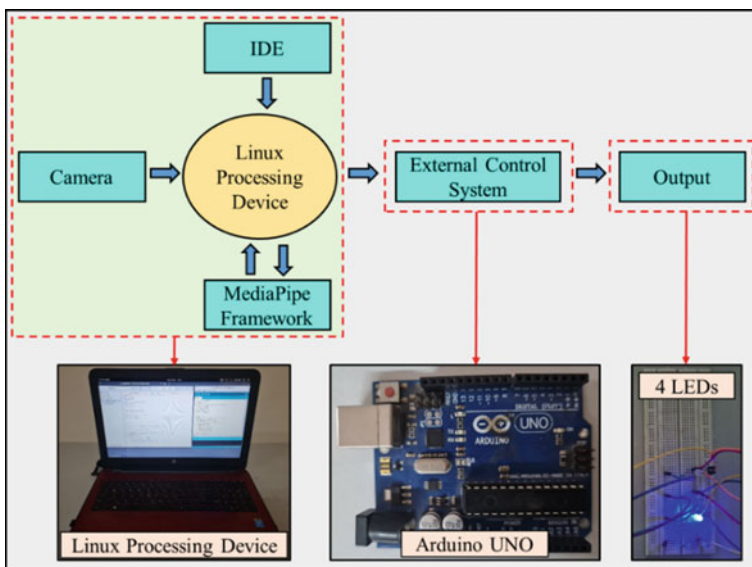 IDE
Camera
Linux
Processing
Device
External Control
System
Output
MediaPipe
Framework
4 LEDs
UNO
ARDUINO
Linux Processing Device
Arduino UNO